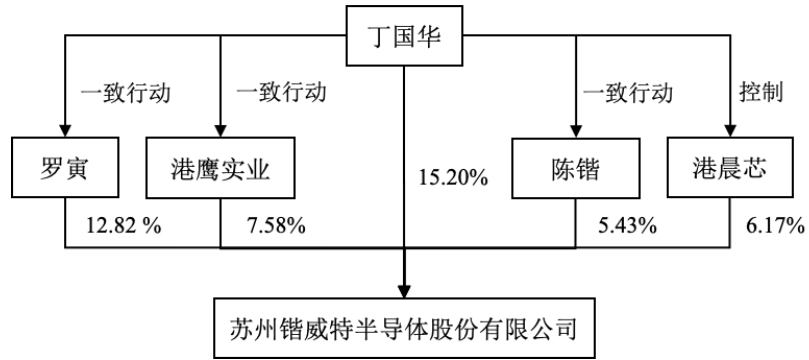 丁国华
一致行动 一致行动 一致行动 控制
罗寅 港鹰实业 陈锴 港晨芯
15.20%
12.82 % 7.58% 5.43% 6.17%
苏州锴威特半导体股份有限公司